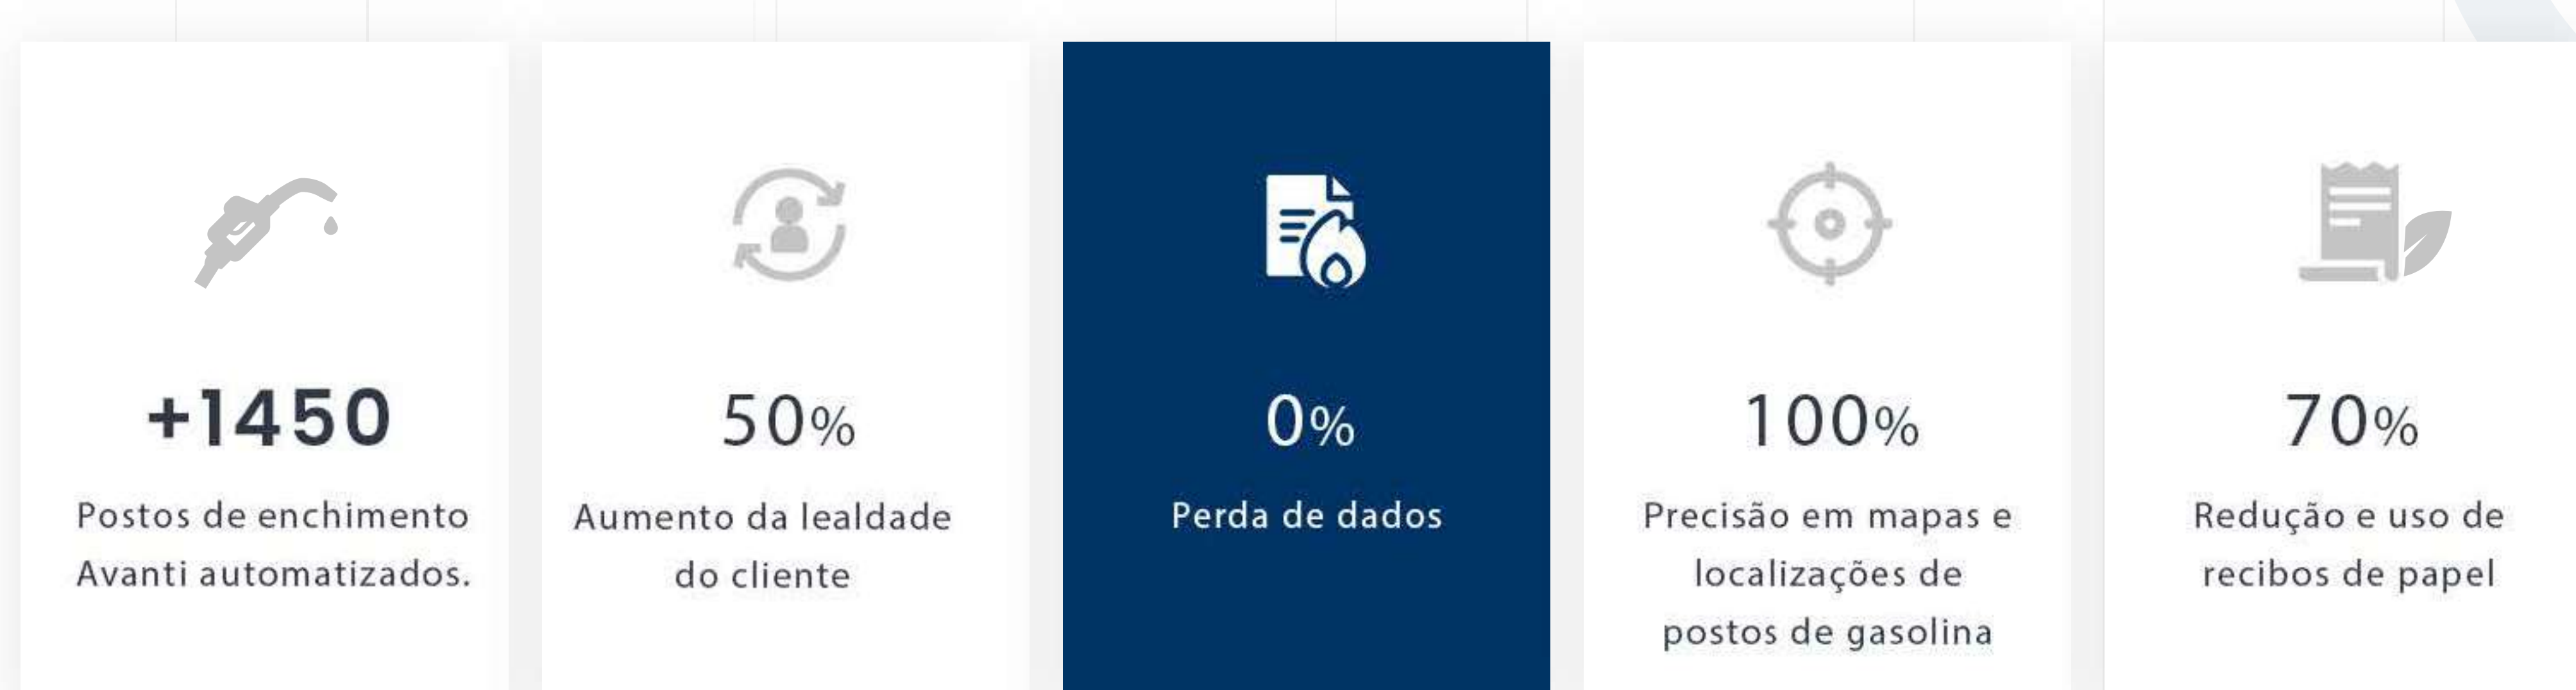 +1450
Postos de enchimento
Avanti automatizados.
50%
Aumento da lealdade
do cliente
0%
Perda de dados
100%
Precisão em mapas e
localizações de
postos de gasolina
70%
Redução e uso de
recibos de papel